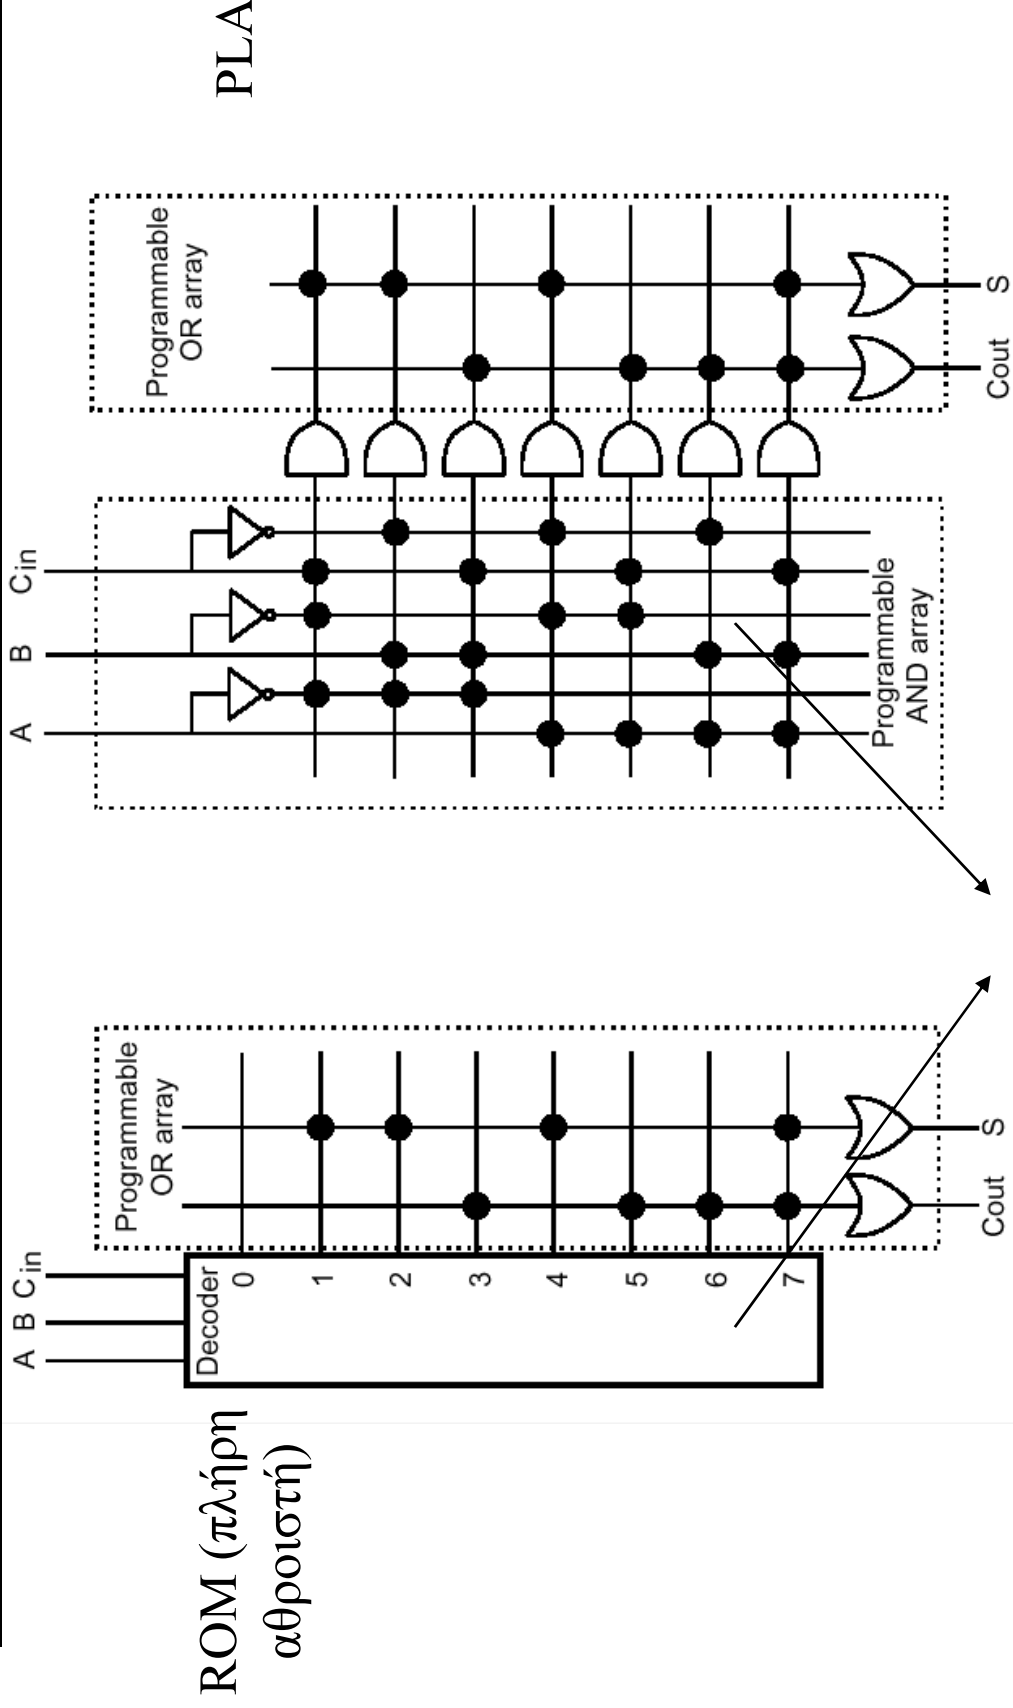 ROM (πλήρη
αθροιστή)
A B Cin
Decoder
0
1
2
3
4
5
6
7
Programmable
OR array
Cout
S
A
B
Cin
Programmable
AND array
Programmable
OR array
Cout
S
PLA